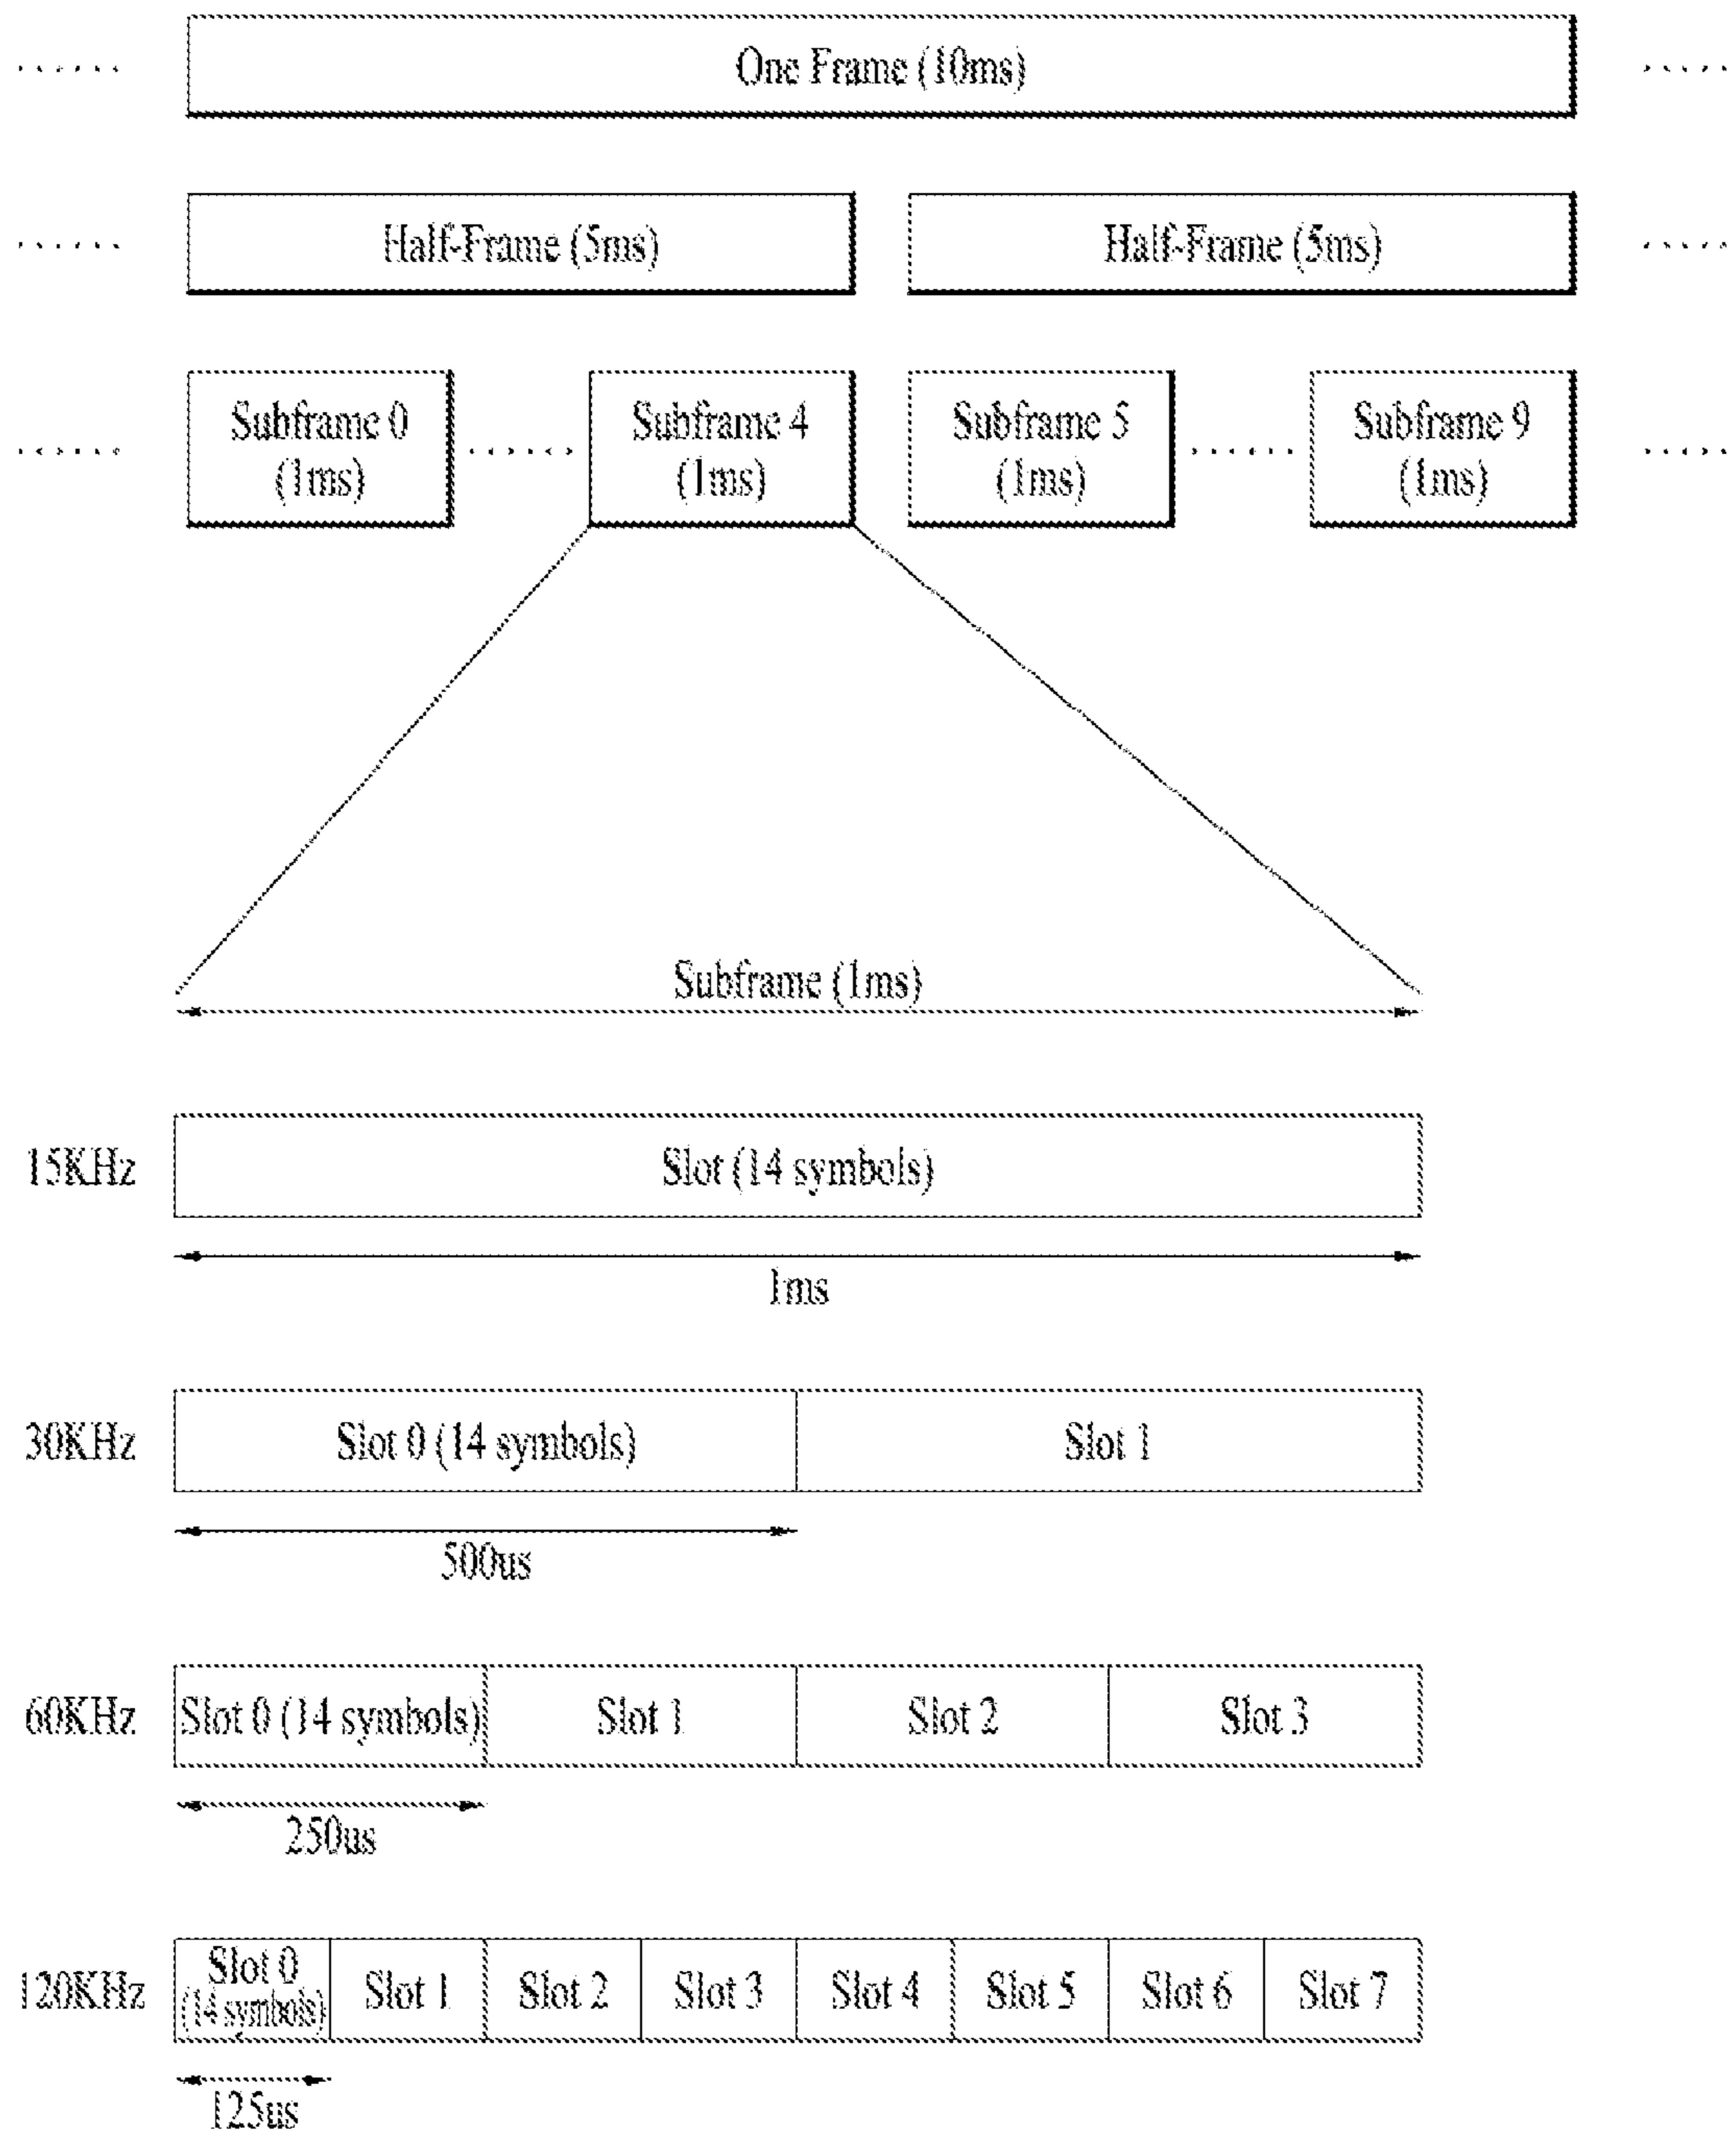 One Frame (10ms)
Half-Frame (5ms) Half-Frame (5ms)
Subframe 0 Subframe 4 Subframe 5 Subframe 9
(1ms) (1ms) (1ms) (1ms)
Subframe (1ms)
15KHz Slot (14 symbols)
1ms
30KHz Slot 0 (14 symbols) Slot 1
500us
60KHz Slot 0 (14 symbols) Slot 1 Slot 2 Slot 3
250us
120KHz Slot 0 (14 symbols) Slot 1 Slot 2 Slot 3 Slot 4 Slot 5 Slot 6 Slot 7
125us